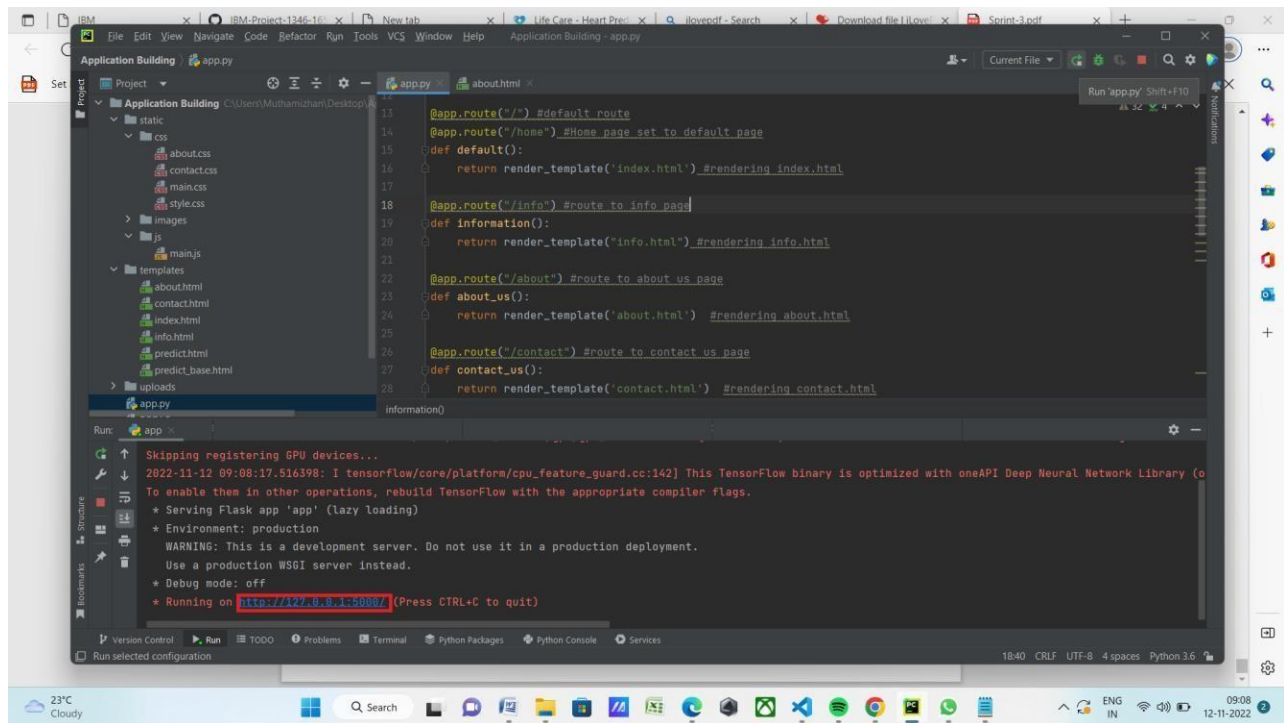 IBM
IBM-Project-1346-165
New tab
Life Care - Heart Pred
ilovepdf - Search
Download file | iLovePD
Sprint-3.pdf
File Edit View Navigate Code Refactor Run Tools VCS Window Help Application Building - app.py
Application Building app.py
Current File
Set
Project
Project
app.py
about.html
Run 'app.py' Shift+F10
32 4
Notifications
Application Building C:\Users\Muthamizhan\Desktop\A
static
css
about.css
contact.css
main.css
style.css
images
js
main.js
templates
about.html
contact.html
index.html
info.html
predict.html
predict_base.html
uploads
app.py
12
13 @app.route("/") #default route
14 @app.route("/home") #Home page set to default page
15 def default():
16 return render_template('index.html') #rendering index.html
17
18 @app.route("/info") #route to info page
19 def information():
20 return render_template("info.html") #rendering info.html
21
22 @app.route("/about") #route to about us page
23 def about_us():
24 return render_template('about.html') #rendering about.html
25
26 @app.route("/contact") #route to contact us page
27 def contact_us():
28 return render_template('contact.html') #rendering contact.html
information()
Run: app
Skipping registering GPU devices...
2022-11-12 09:08:17.516398: I tensorflow/core/platform/cpu_feature_guard.cc:142] This TensorFlow binary is optimized with oneAPI Deep Neural Network Library (o
To enable them in other operations, rebuild TensorFlow with the appropriate compiler flags.
* Serving Flask app 'app' (lazy loading)
* Environment: production
WARNING: This is a development server. Do not use it in a production deployment.
Use a production WSGI server instead.
* Debug mode: off
* Running on http://127.0.0.1:5000/ (Press CTRL+C to quit)
Structure
Bookmarks
Version Control Run TODO Problems Terminal Python Packages Python Console Services
Run selected configuration
18:40 CRLF UTF-8 4 spaces Python 3.6
23°C
Cloudy
Search
ENG
IN
09:08
12-11-2022
2